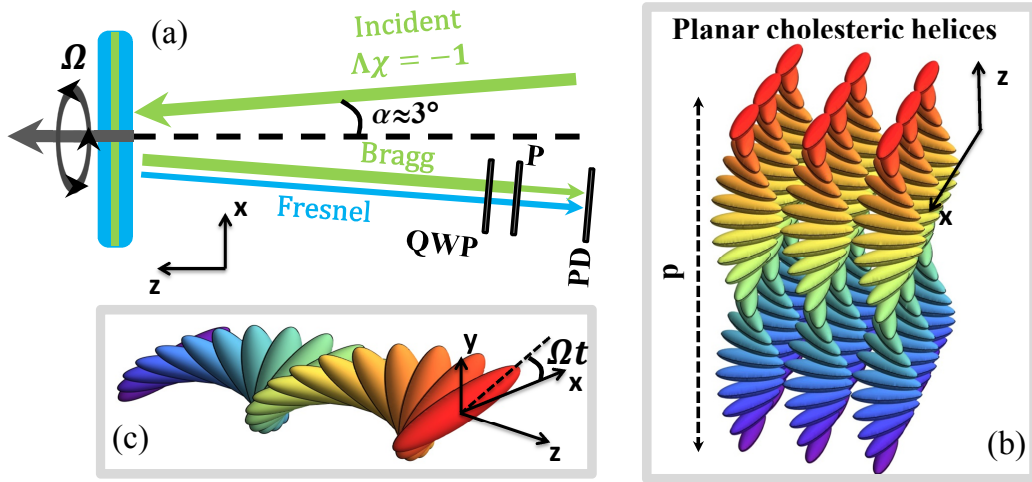 (a)
Ω
Incident
Λχ = −1
α≈3°
Bragg
P
Fresnel
QWP
PD
x
z
Planar cholesteric helices
z
x
p
(b)
y
Ωt
x
z
(c)